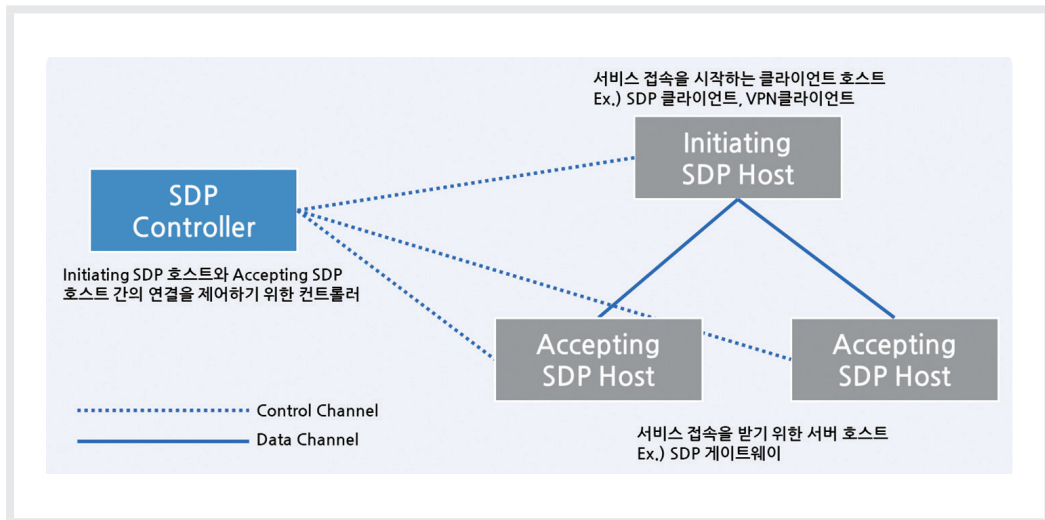 서비스 접속을 시작하는 클라이언트 호스트
Ex.) SDP 클라이언트, VPN클라이언트
Initiating
SDP Host
SDP
Controller
Initiating SDP 호스트와 Accepting SDP
호스트 간의 연결을 제어하기 위한 컨트롤러
Accepting
SDP Host
Accepting
SDP Host
Control Channel
Data Channel
서비스 접속을 받기 위한 서버 호스트
Ex.) SDP 게이트웨이